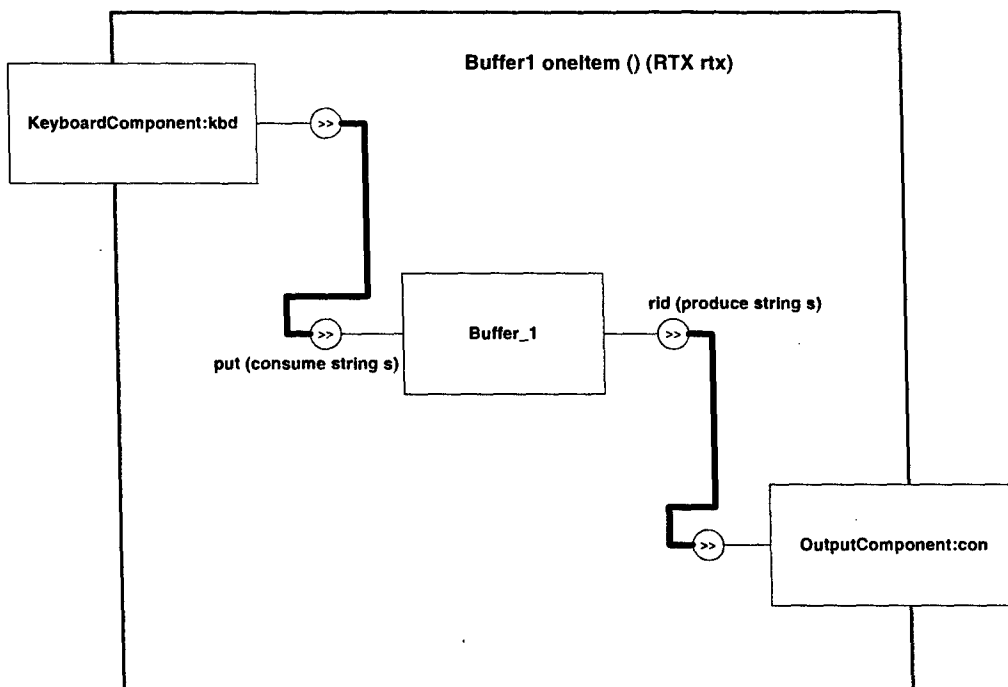 Buffer1 oneItem () (RTX rtx)
KeyboardComponent:kbd
>>
rid (produce string s)
>>
Buffer_1
>>
put (consume string s)
>>
OutputComponent:con